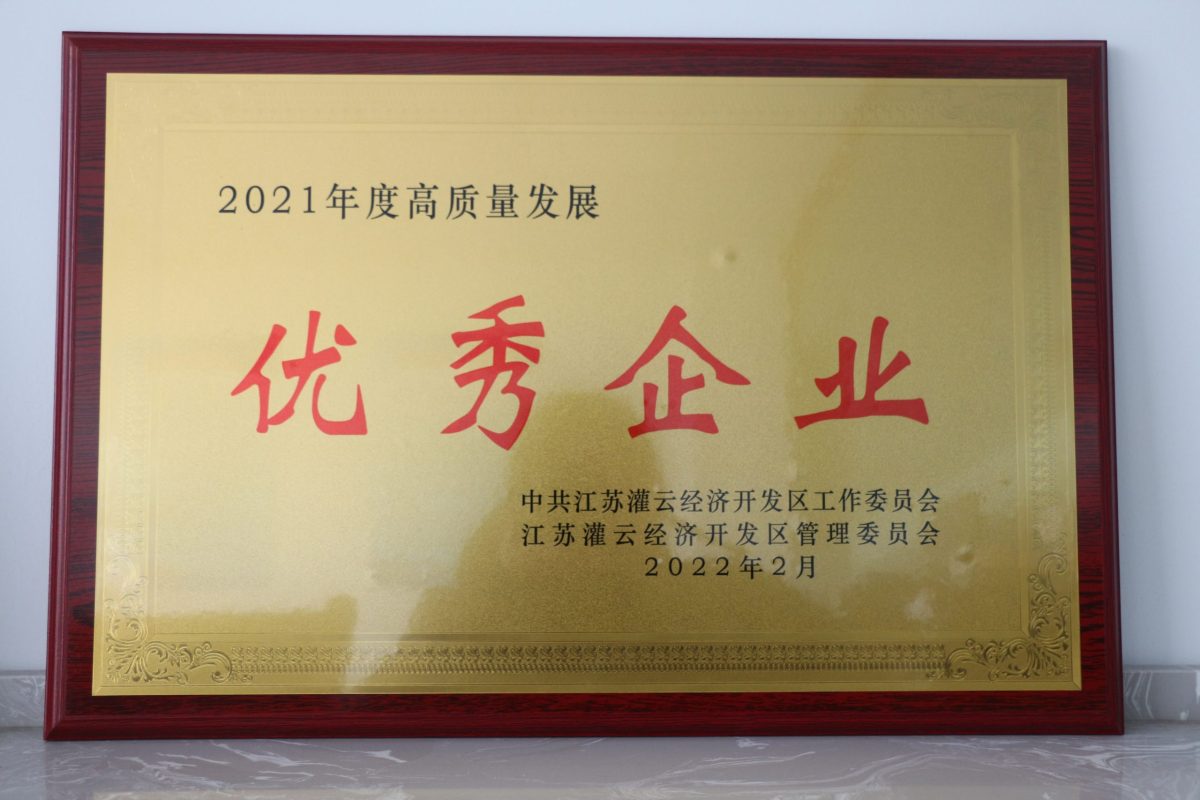 2021年度高质量发展
优秀企业
中共江苏灌云经济开发区工作委员会
江苏灌云经济开发区管理委员会
2022年2月